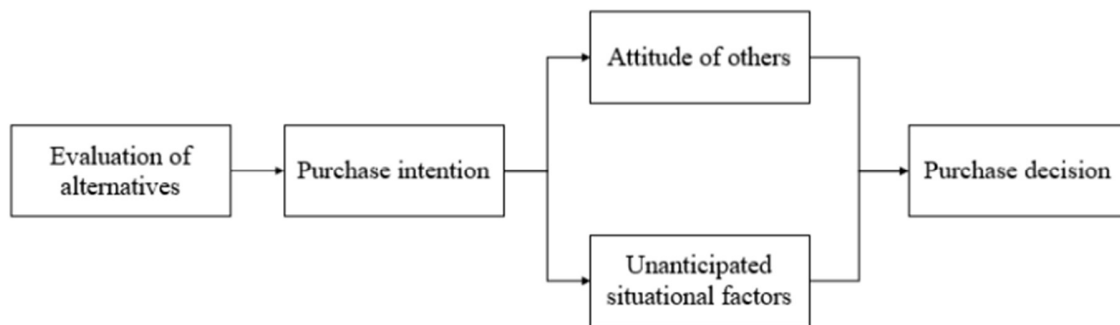 Attitude of others
Evaluation of
alternatives
Purchase intention
Purchase decision
Unanticipated
situational factors